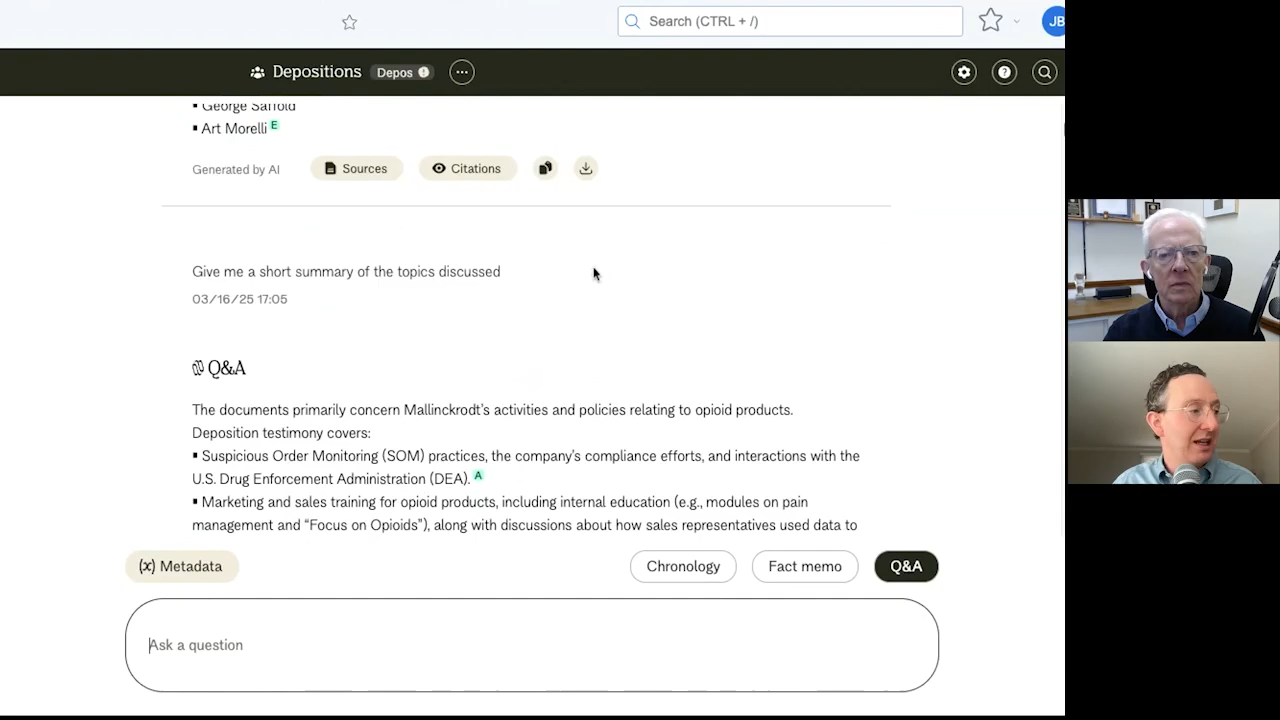 Search (CTRL + /)
JB
Depositions Depos
▪ George Saffold
▪ Art Morelli E
Generated by AI Sources Citations
Give me a short summary of the topics discussed
03/16/25 17:05
Q&A
The documents primarily concern Mallinckrodt's activities and policies relating to opioid products.
Deposition testimony covers:
▪ Suspicious Order Monitoring (SOM) practices, the company's compliance efforts, and interactions with the
U.S. Drug Enforcement Administration (DEA). A
▪ Marketing and sales training for opioid products, including internal education (e.g., modules on pain
management and “Focus on Opioids”), along with discussions about how sales representatives used data to
(x) Metadata Chronology Fact memo Q&A
Ask a question